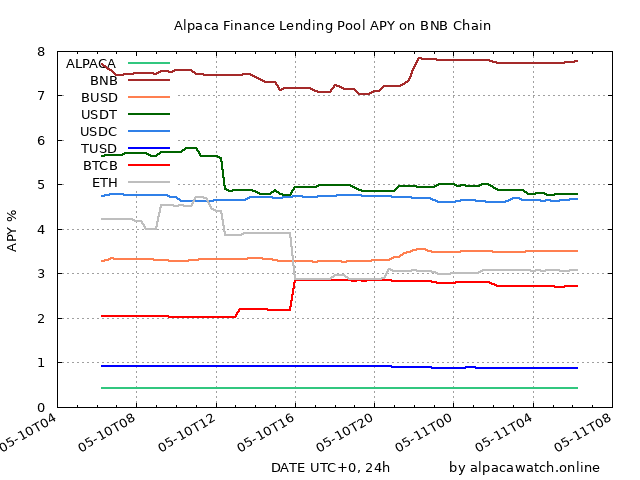 Alpaca Finance Lending Pool APY on BNB Chain
8
7
6
5
4
3
2
1
0
APY %
ALPACA
BNB
BUSD
USDT
USDC
TUSD
BTCB
ETH
05-10T04
05-10T08
05-10T12
05-10T16
05-10T20
05-11T00
05-11T04
05-11T08
DATE UTC+0, 24h
by alpacawatch.online